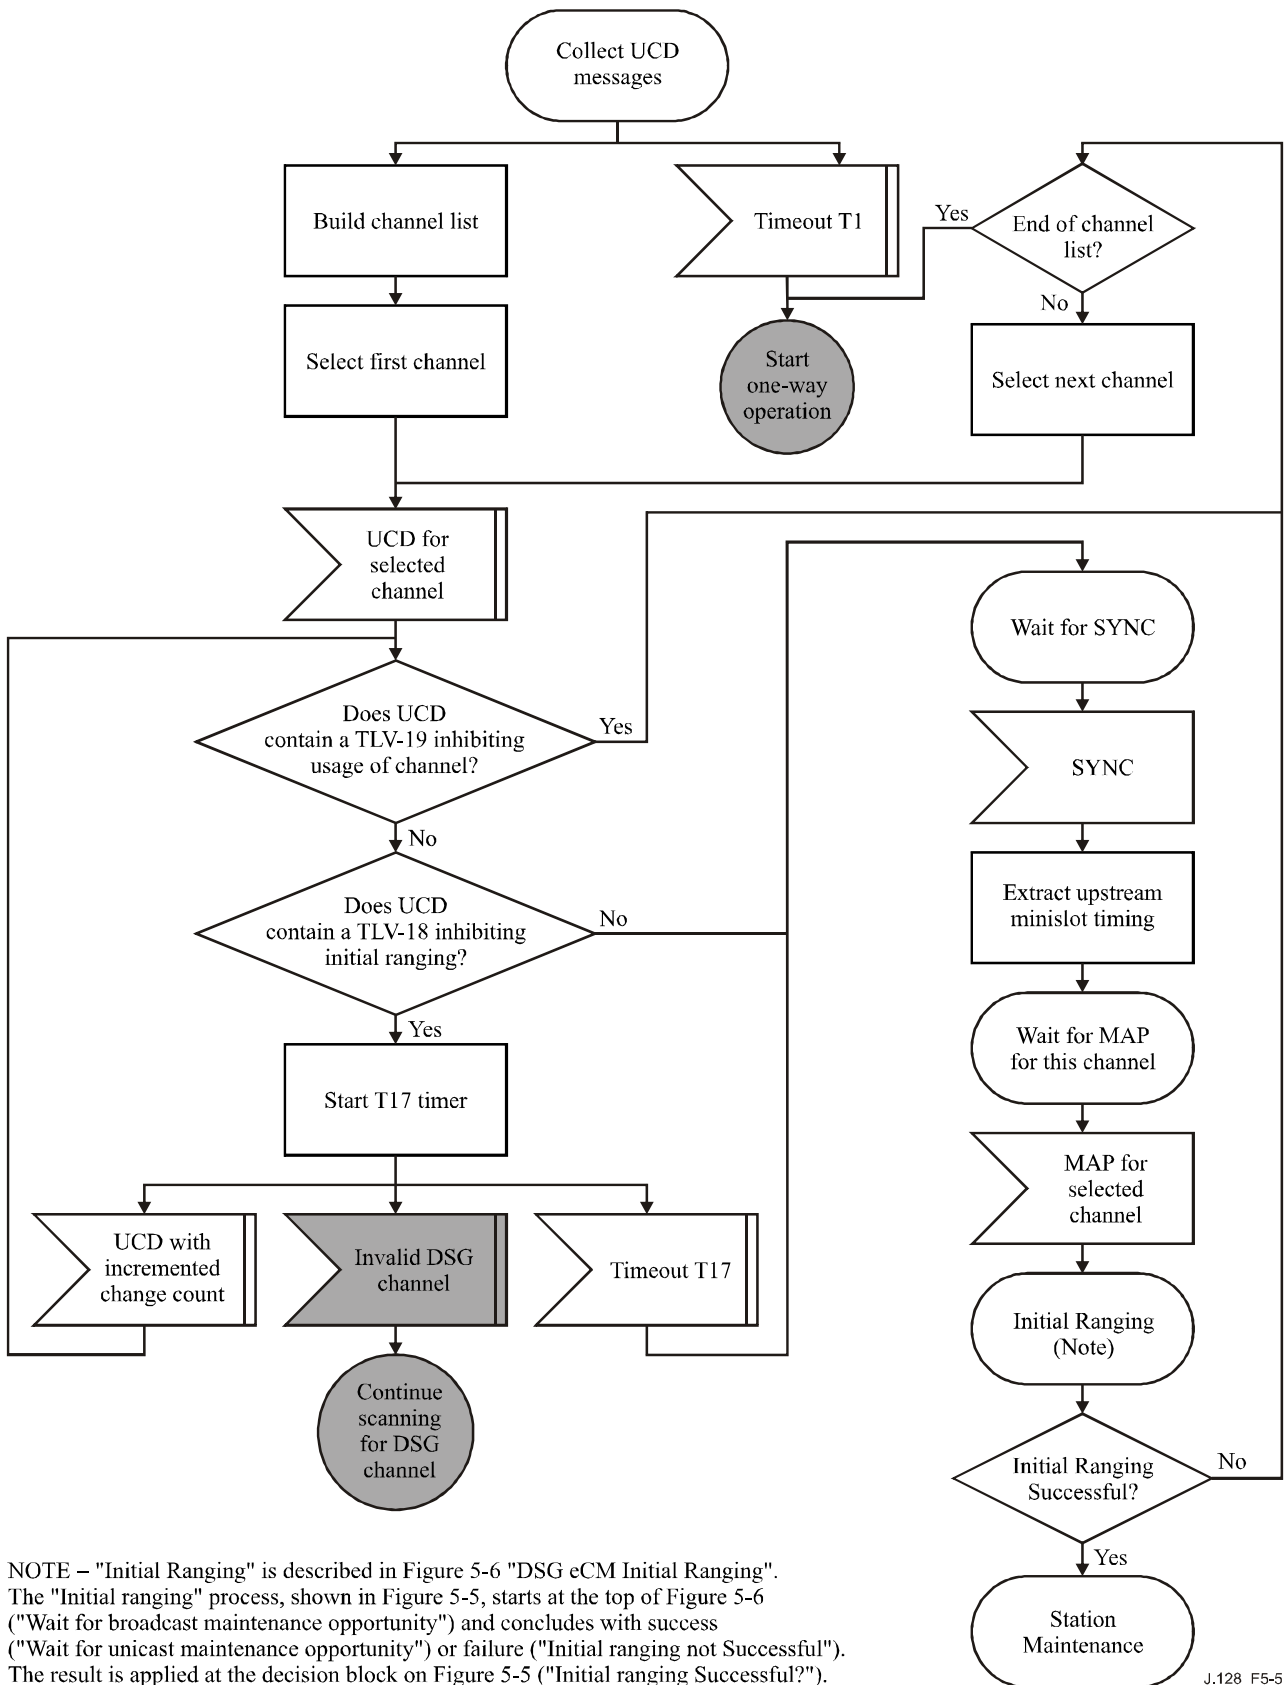 Collect UCD
messages
Build channel list
Timeout T1
Yes
End of channel
list?
No
Select first channel
Start
one-way
operation
Select next channel
UCD for
selected
channel
Wait for SYNC
Does UCD
contain a TLV-19 inhibiting
usage of channel?
Yes
SYNC
No
Does UCD
contain a TLV-18 inhibiting
initial ranging?
No
Extract upstream
minislot timing
Yes
Wait for MAP
for this channel
Start T17 timer
MAP for
selected
channel
UCD with
incremented
change count
Invalid DSG
channel
Timeout T17
Initial Ranging
(Note)
Continue
scanning
for DSG
channel
Initial Ranging
Successful?
No
Yes
Station
Maintenance
NOTE – "Initial Ranging" is described in Figure 5-6 "DSG eCM Initial Ranging".
The "Initial ranging" process, shown in Figure 5-5, starts at the top of Figure 5-6
("Wait for broadcast maintenance opportunity") and concludes with success
("Wait for unicast maintenance opportunity") or failure ("Initial ranging not Successful").
The result is applied at the decision block on Figure 5-5 ("Initial ranging Successful?").
J.128_F5-5